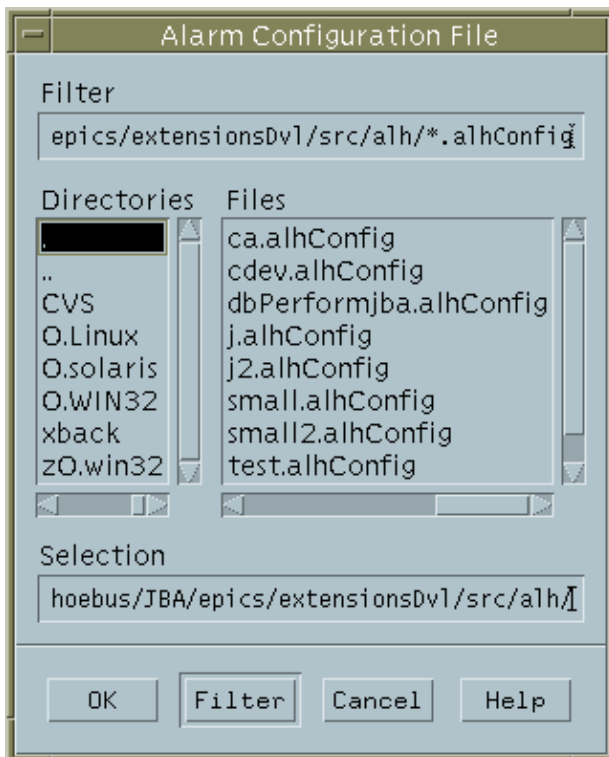 Alarm Configuration File
Filter
epics/extensionsDvl/src/alh/*.alhConfig
Directories Files
.
..
CVS
O.Linux
O.solaris
O.WIN32
xback
zO.win32
ca.alhConfig
cdev.alhConfig
dbPerformjba.alhConfig
j.alhConfig
j2.alhConfig
small.alhConfig
small2.alhConfig
test.alhConfig
Selection
hoebus/JBA/epics/extensionsDvl/src/alh/
OK Filter Cancel Help